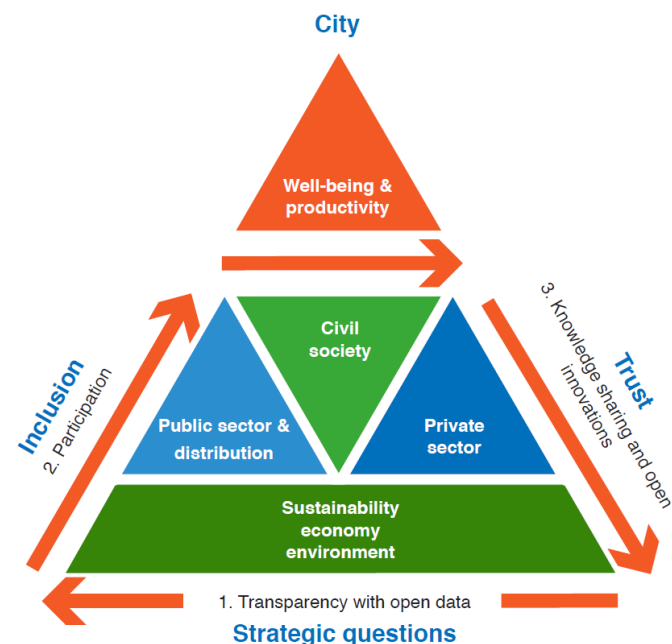 City
Well-being &
productivity
Civil
society
Public sector &
distribution
Private
sector
Sustainability
economy
environment
Inclusion
2. Participation
Trust
3. Knowledge sharing and open
innovations
1. Transparency with open data
Strategic questions